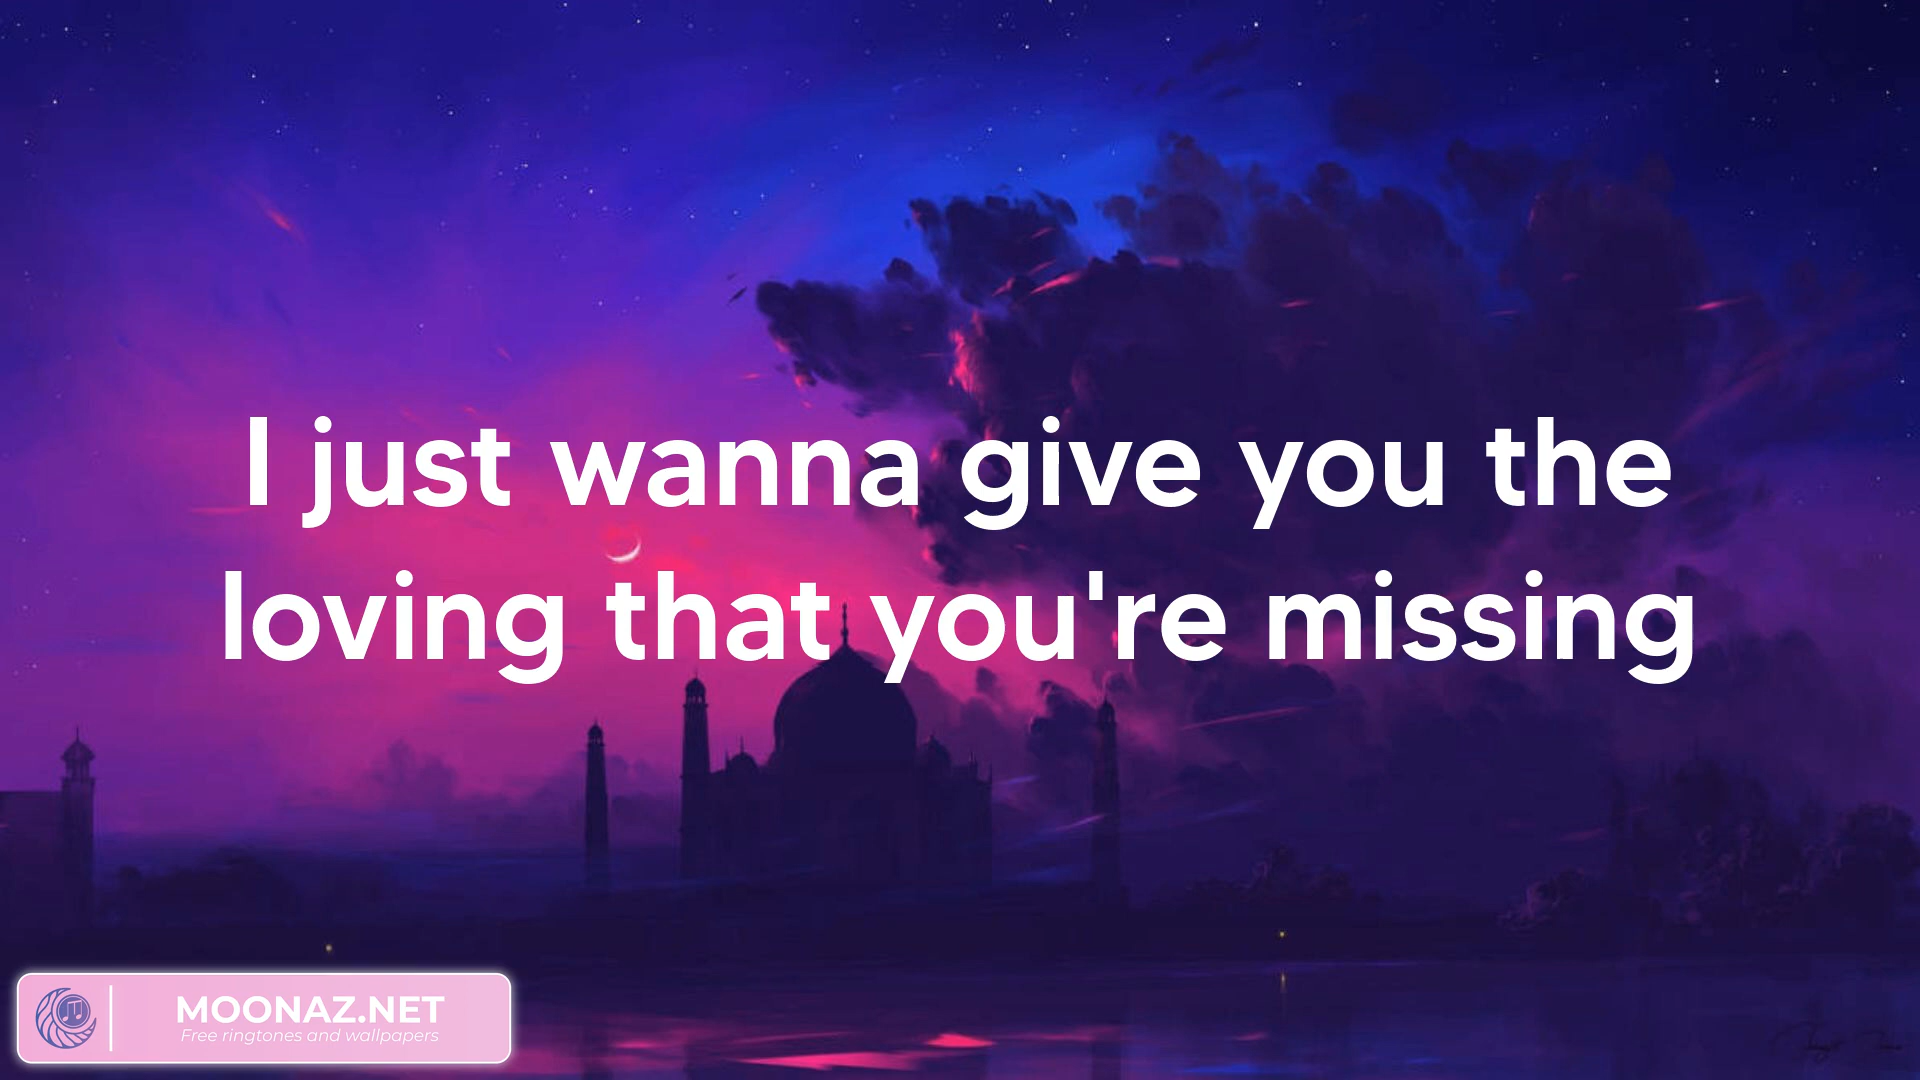 I just wanna give you the
loving that you're missing
MOONAZ.NET
Free ringtones and wallpapers